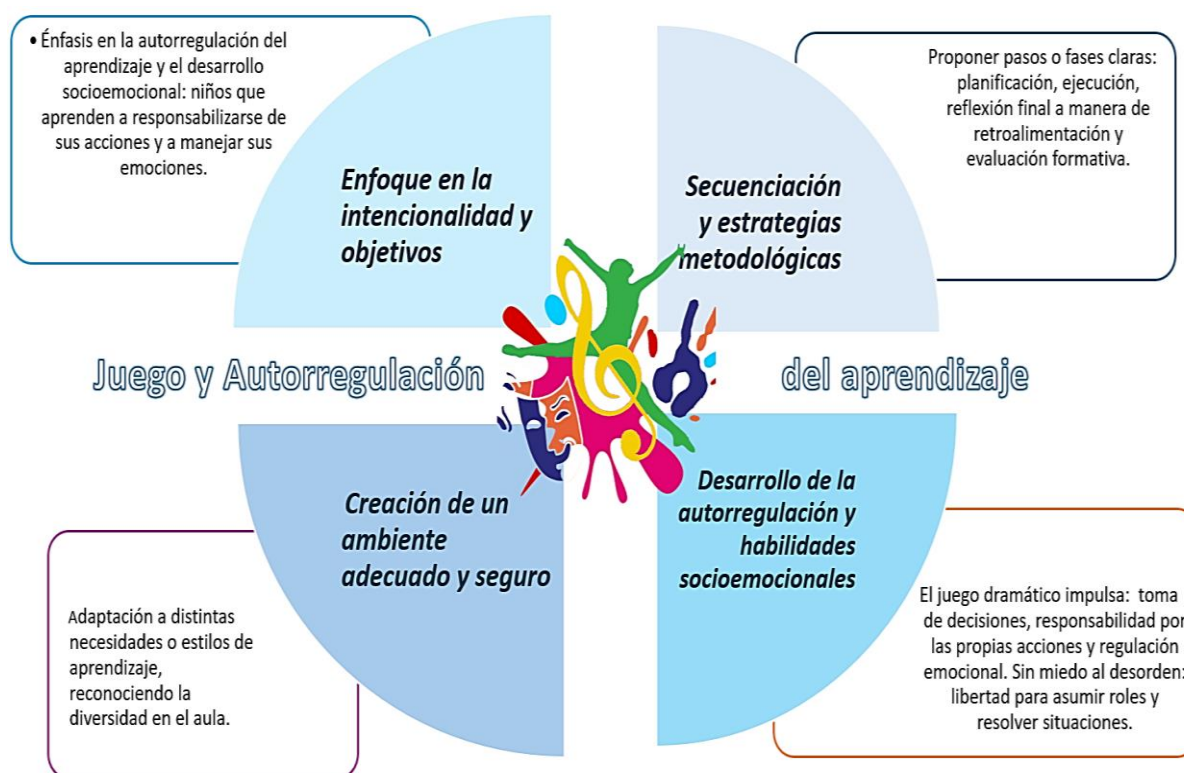 • Énfasis en la autorregulación del
aprendizaje y el desarrollo
socioemocional: niños que
aprenden a responsabilizarse de
sus acciones y a manejar sus
emociones.
Enfoque en la
intencionalidad y
objetivos
Proponer pasos o fases claras:
planificación, ejecución,
reflexión final a manera de
retroalimentación y
evaluación formativa.
Secuenciación
y estrategias
metodológicas
Juego y Autorregulación del aprendizaje
Creación de un
ambiente
adecuado y seguro
Adaptación a distintas
necesidades o estilos de
aprendizaje,
reconociendo la
diversidad en el aula.
Desarrollo de la
autorregulación y
habilidades
socioemocionales
El juego dramático impulsa: toma
de decisiones, responsabilidad por
las propias acciones y regulación
emocional. Sin miedo al desorden:
libertad para asumir roles y
resolver situaciones.